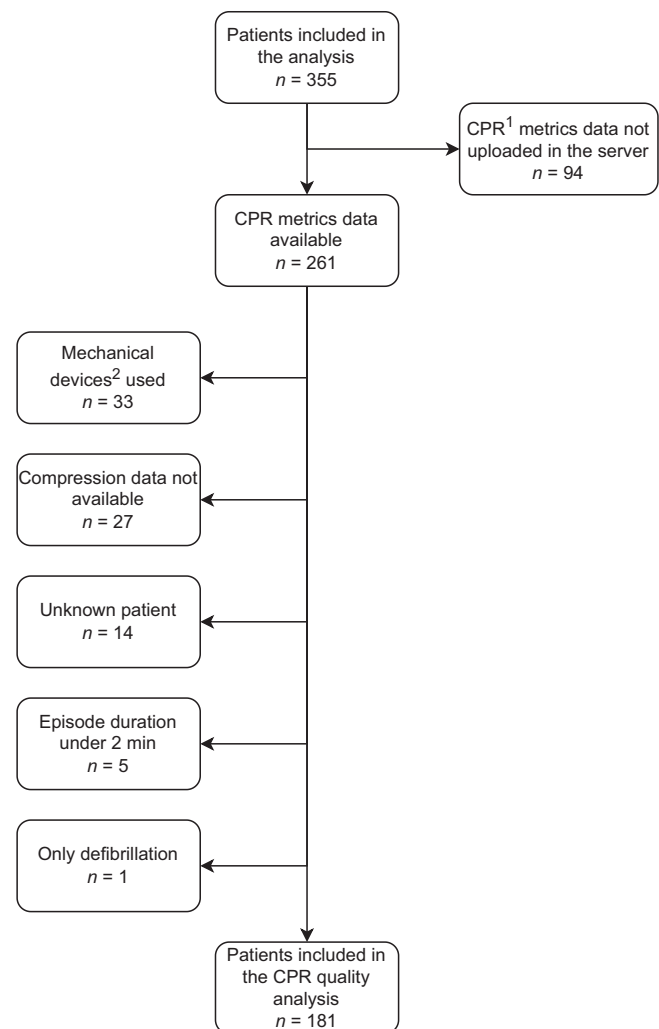 Patients included in
the analysis
n = 355
CPR1 metrics data not
uploaded in the server
n = 94
CPR metrics data
available
n = 261
Mechanical
devices2 used
n = 33
Compression data not
available
n = 27
Unknown patient
n = 14
Episode duration
under 2 min
n = 5
Only defibrillation
n = 1
Patients included in
the CPR quality
analysis
n = 181